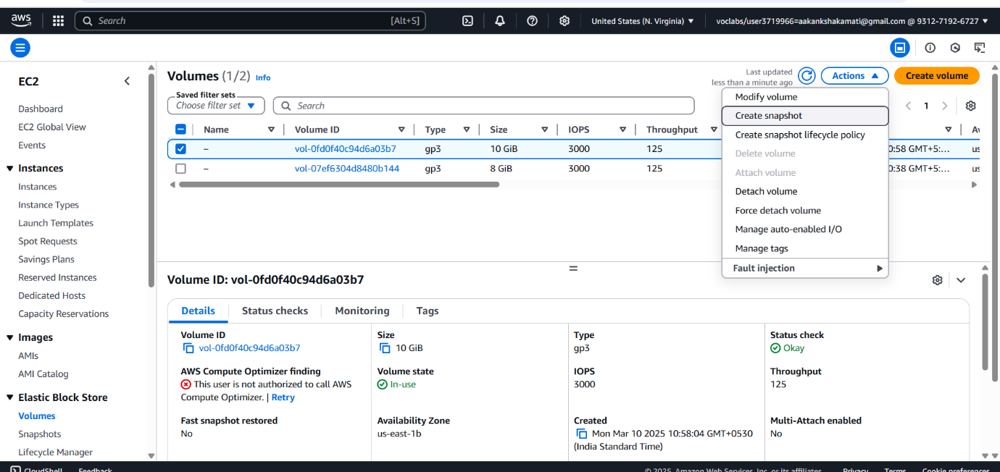 aws
Search [Alt+S]
United States (N. Virginia)
voclabs/user3719966=aakankshakamati@gmail.com @ 9312-7192-6727
EC2
Dashboard
EC2 Global View
Events
Instances
Instances
Instance Types
Launch Templates
Spot Requests
Savings Plans
Reserved Instances
Dedicated Hosts
Capacity Reservations
Images
AMIs
AMI Catalog
Elastic Block Store
Volumes
Snapshots
Lifecycle Manager
Volumes (1/2) Info
Last updated
less than a minute ago
Actions
Create volume
Saved filter sets
Choose filter set
Search
1
Name Volume ID Type Size IOPS Throughput
– vol-0fd0f40c94d6a03b7 gp3 10 GiB 3000 125 0:58 GMT+5:... us
– vol-07ef6304d8480b144 gp3 8 GiB 3000 125 0:38 GMT+5:... us
Modify volume
Create snapshot
Create snapshot lifecycle policy
Delete volume
Attach volume
Detach volume
Force detach volume
Manage auto-enabled I/O
Manage tags
Fault injection
Volume ID: vol-0fd0f40c94d6a03b7
Details Status checks Monitoring Tags
Volume ID
vol-0fd0f40c94d6a03b7
Size
10 GiB
Type
gp3
Status check
Okay
AWS Compute Optimizer finding
This user is not authorized to call AWS
Compute Optimizer. | Retry
Volume state
In-use
IOPS
3000
Throughput
125
Fast snapshot restored
No
Availability Zone
us-east-1b
Created
Mon Mar 10 2025 10:58:04 GMT+0530
(India Standard Time)
Multi-Attach enabled
No
CloudShell Feedback
© 2025, Amazon Web Services, Inc. or its affiliates. Privacy Terms Cookie preferences